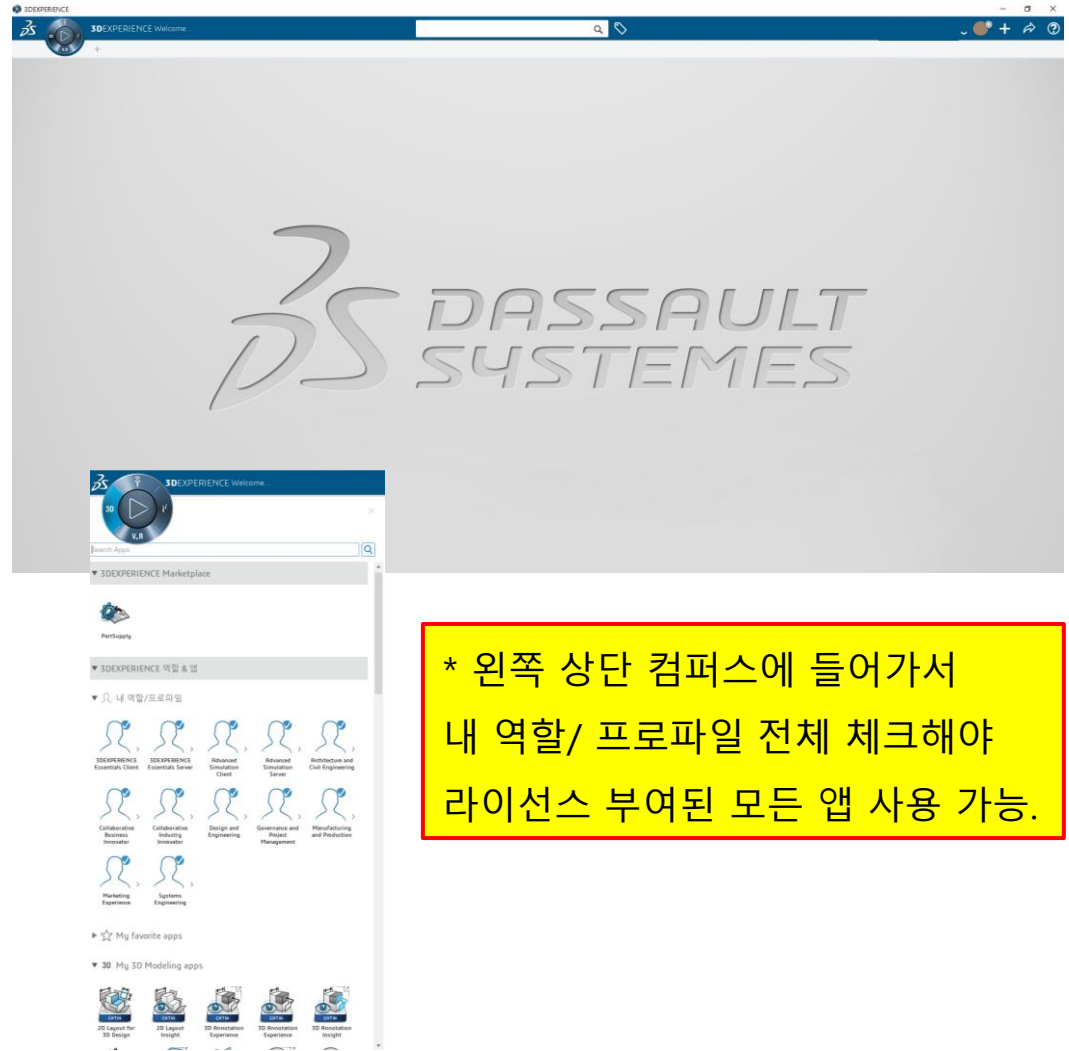 3DEXPERIENCE
3DEXPERIENCE Welcome...
DASSAULT
SYSTEMES
3DEXPERIENCE Welcome...
3D
V,R
Search Apps
3DEXPERIENCE Marketplace
PartSupply
3DEXPERIENCE 역할 & 앱
내 역할/프로파일
3DEXPERIENCE Essentials Client
3DEXPERIENCE Essentials Server
Advanced Simulation Client
Advanced Simulation Server
Architecture and Civil Engineering
Collaborative Business Innovator
Collaborative Industry Innovator
Design and Engineering
Governance and Project Management
Manufacturing and Production
Marketing Experience
Systems Engineering
My favorite apps
3D My 3D Modeling apps
CATIA
CATIA
CATIA
CATIA
CATIA
2D Layout for 3D Design
2D Layout Insight
3D Annotation Experience
3D Annotation Experience
3D Annotation Insight
* 왼쪽 상단 컴퍼스에 들어가서
내 역할/ 프로파일 전체 체크해야
라이선스 부여된 모든 앱 사용 가능.